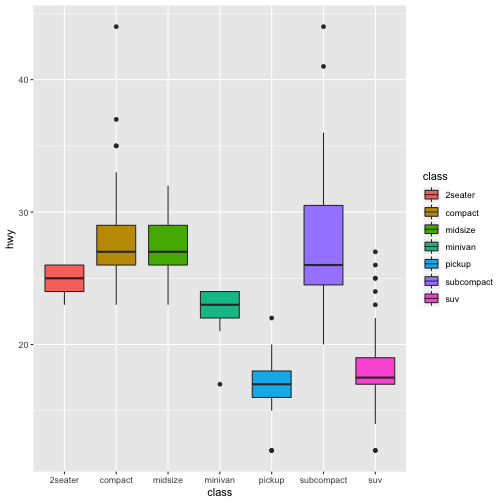 hwy
40
30
20
2seater compact midsize minivan pickup subcompact suv
class
class
2seater
compact
midsize
minivan
pickup
subcompact
suv